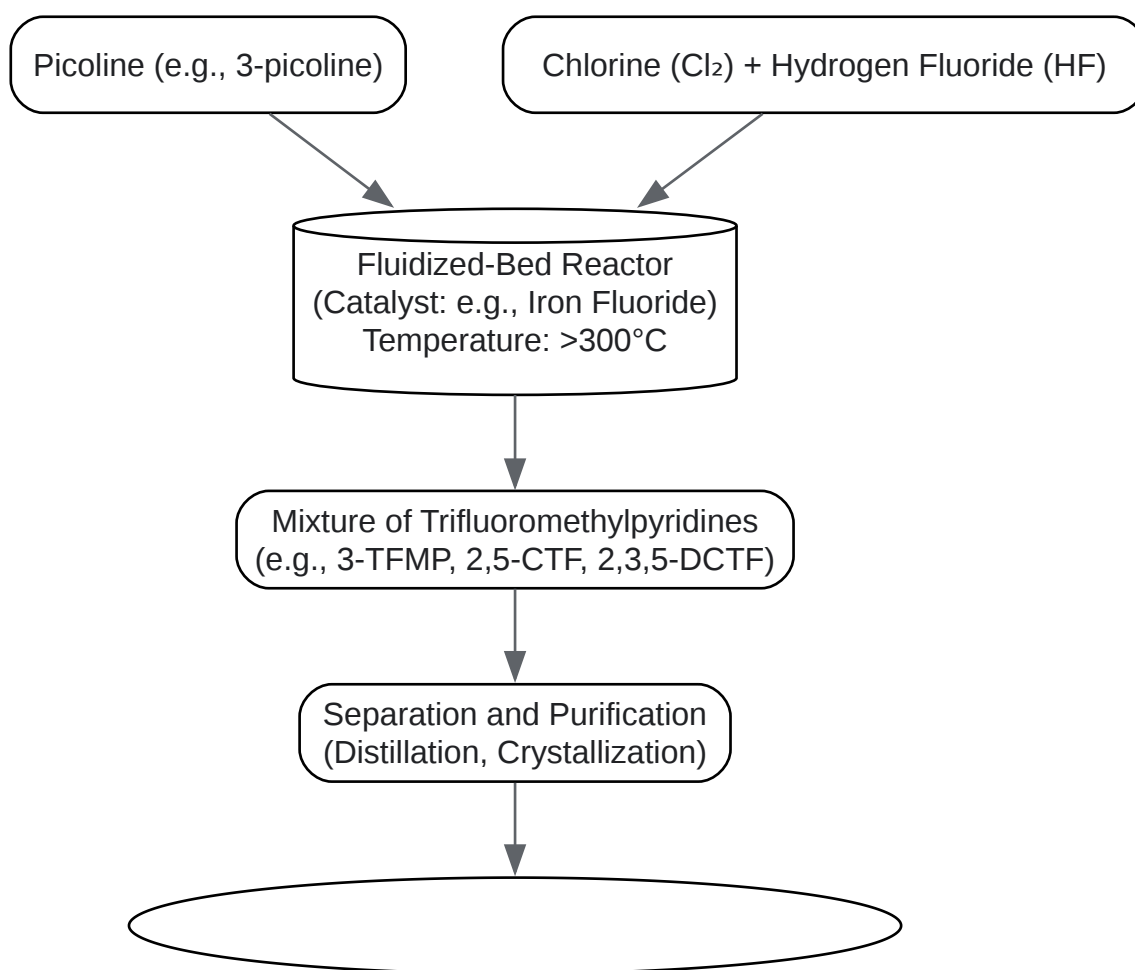 Picoline (e.g., 3-picoline)
Chlorine (Cl₂) + Hydrogen Fluoride (HF)
Fluidized-Bed Reactor
(Catalyst: e.g., Iron Fluoride)
Temperature: >300°C
Mixture of Trifluoromethylpyridines
(e.g., 3-TFMP, 2,5-CTF, 2,3,5-DCTF)
Separation and Purification
(Distillation, Crystallization)